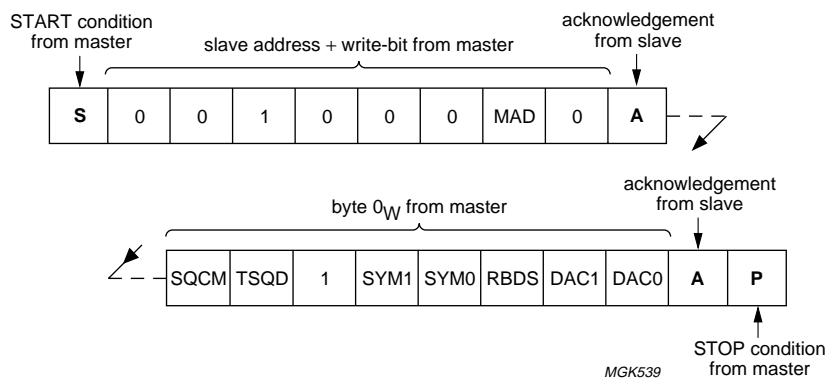 START condition
from master
slave address + write-bit from master
acknowledgement
from slave
S 0 0 1 0 0 0 MAD 0 A
acknowledgement
from slave
byte 0W from master
SQCM TSQD 1 SYM1 SYM0 RBDS DAC1 DAC0 A P
STOP condition
from master
MGK539